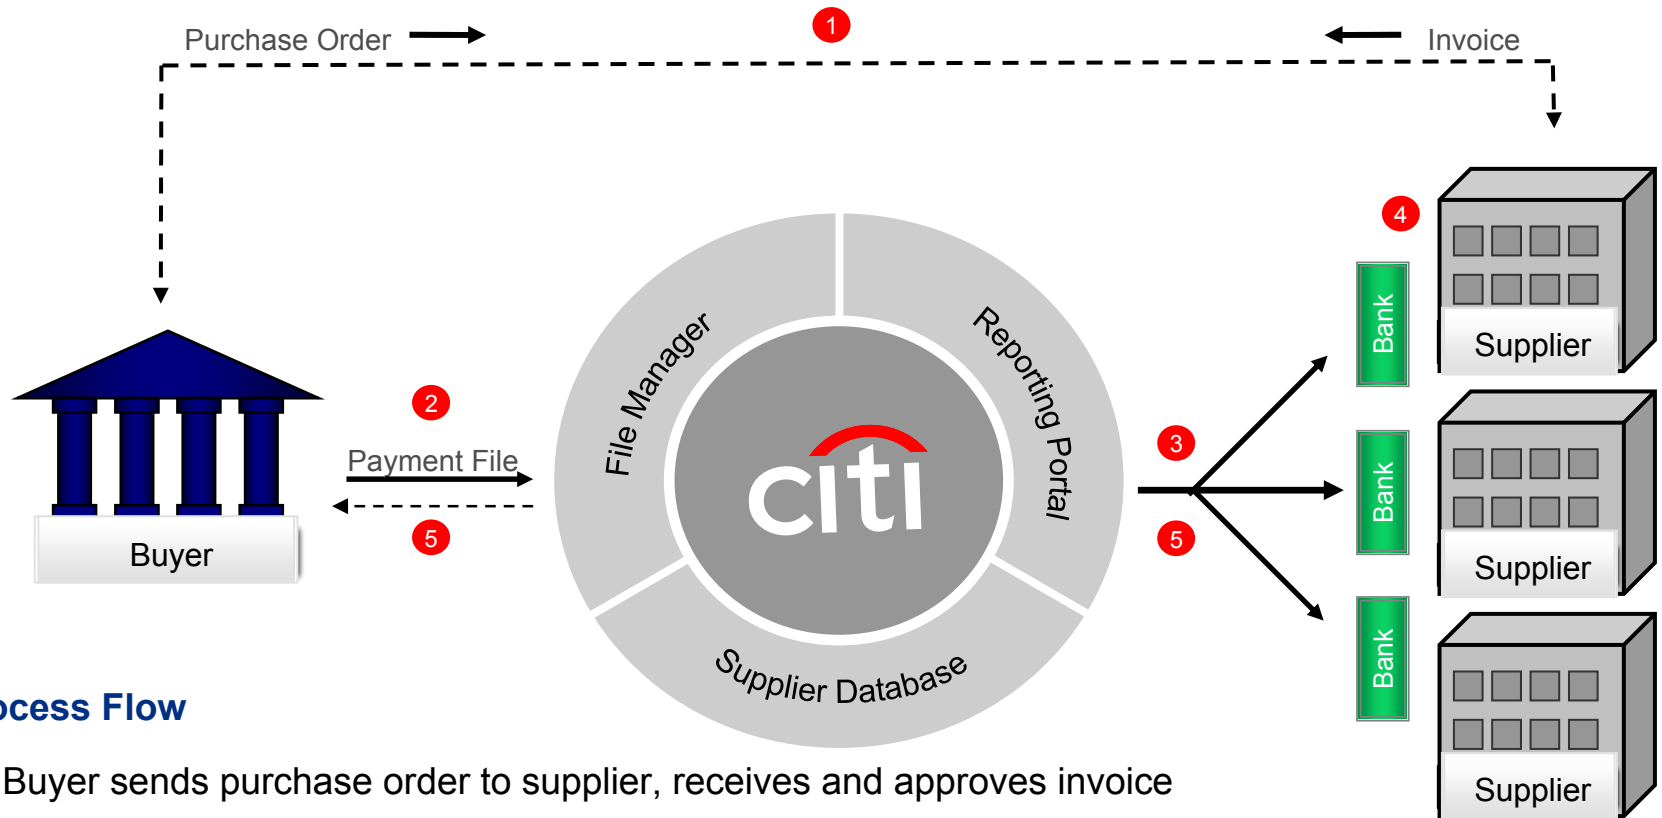 1
Purchase Order
Invoice
4
Bank
Supplier
File Manager
Reporting Portal
citi
2
Payment File
3
5
5
Buyer
Bank
Supplier
Supplier Database
Bank
ocess Flow
Supplier
Buyer sends purchase order to supplier, receives and approves invoice